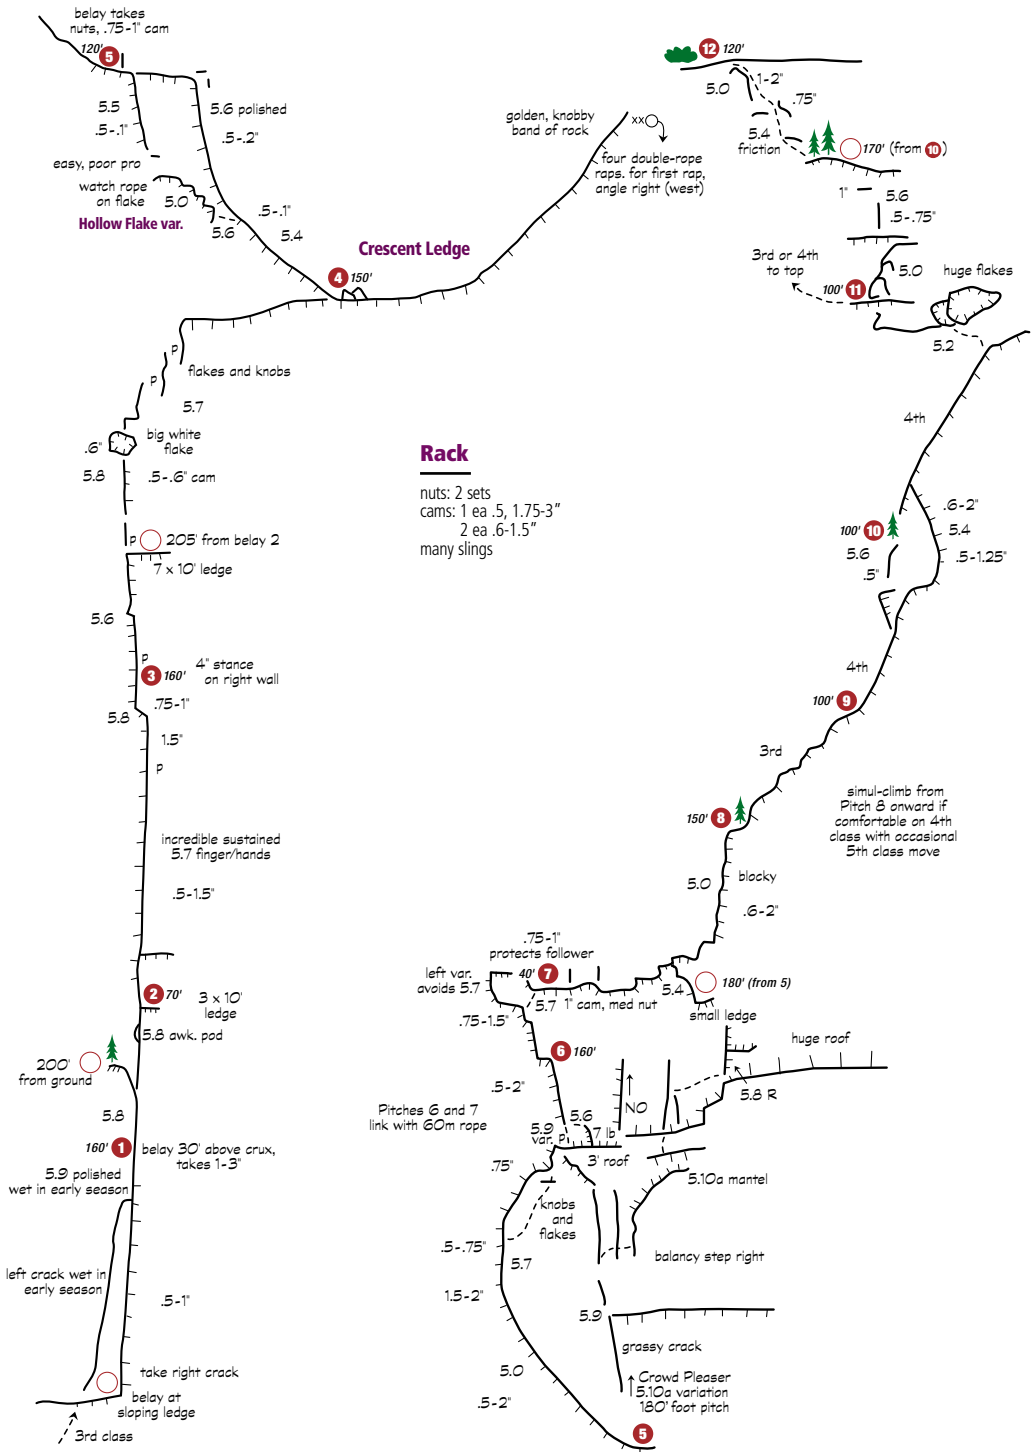 belay takes
nuts, .75-1" cam
120' 5
5.5
.5-.1"
5.6 polished
.5-.2"
easy, poor pro
watch rope
on flake
5.0
Hollow Flake var.
5.6
.5-.1"
5.4
Crescent Ledge
4 150'
golden, knobby
band of rock
xx
four double-rope
raps. for first rap,
angle right (west)
P
P
flakes and knobs
5.7
big white
flake
.6"
5.8
.5-.6" cam
P
205' from belay 2
7 x 10' ledge
5.6
P
3 160'
4" stance
on right wall
.75-1"
5.8
1.5"
P
incredible sustained
5.7 finger/hands
.5-1.5"
2 70'
3 x 10'
ledge
5.8 awk. pod
200'
from ground
5.8
160' 1
belay 30' above crux,
takes 1-3"
5.9 polished
wet in early season
left crack wet in
early season
.5-1"
take right crack
belay at
sloping ledge
3rd class
Rack
nuts: 2 sets
cams: 1 ea .5, 1.75-3"
2 ea .6-1.5"
many slings
12 120'
5.0
1-2"
.75"
5.4
friction
170' (from 10)
1"
5.6
.5-.75"
3rd or 4th
to top
5.0
huge flakes
100' 11
5.2
4th
.6-2"
5.4
.5-1.25"
100' 10
5.6
.5"
4th
100' 9
3rd
simul-climb from
Pitch 8 onward if
comfortable on 4th
class with occasional
5th class move
150' 8
5.0
blocky
.6-2"
.75-1"
protects follower
left var.
avoids 5.7
40' 7
5.7
1" cam, med nut
5.4
180' (from 5)
small ledge
.75-1.5"
6 160'
huge roof
.5-2"
NO
5.8 R
Pitches 6 and 7
link with 60m rope
5.6
5.9
var. P
7 lb
3' roof
.75"
5.10a mantel
knobs
and
flakes
.5-.75"
5.7
balancy step right
1.5-2"
5.9
grassy crack
5.0
Crowd Pleaser
5.10a variation
180' foot pitch
.5-2"
5